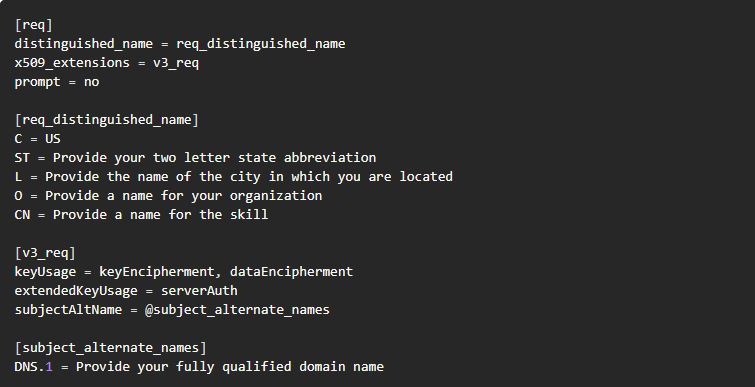 [req]
distinguished_name = req_distinguished_name
x509_extensions = v3_req
prompt = no
[req_distinguished_name]
C = US
ST = Provide your two letter state abbreviation
L = Provide the name of the city in which you are located
O = Provide a name for your organization
CN = Provide a name for the skill
[v3_req]
keyUsage = keyEncipherment, dataEncipherment
extendedKeyUsage = serverAuth
subjectAltName = @subject_alternate_names
[subject_alternate_names]
DNS.1 = Provide your fully qualified domain name